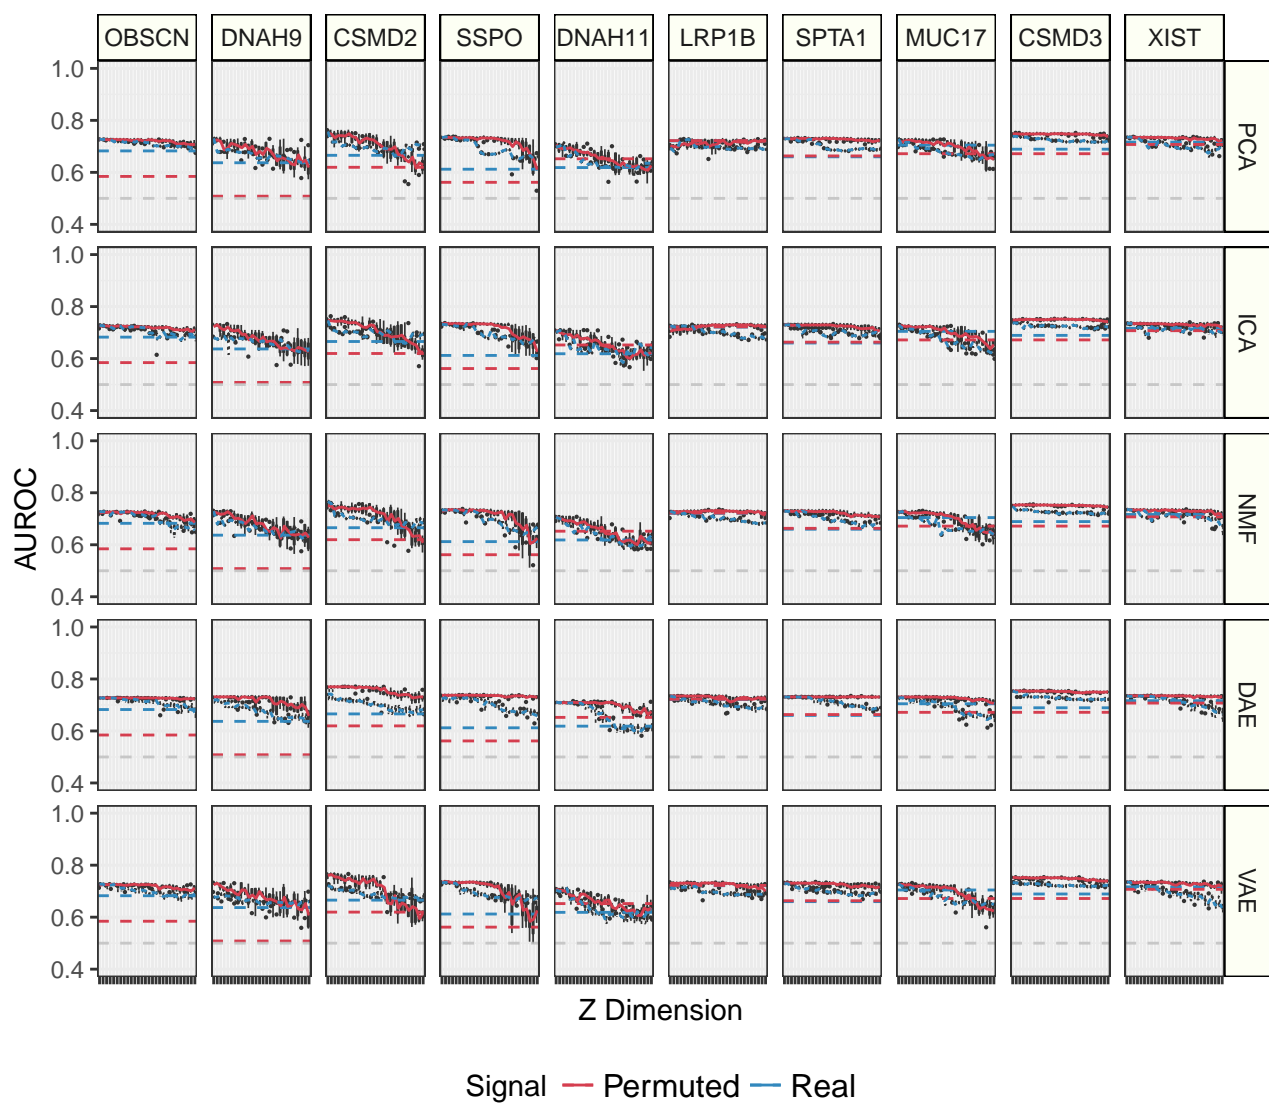 OBSCN DNAH9 CSMD2 SSPO DNAH11 LRP1B SPTA1 MUC17 CSMD3 XIST
1.0
0.8
0.6
0.4
PCA
1.0
0.8
0.6
0.4
ICA
1.0
0.8
0.6
0.4
NMF
1.0
0.8
0.6
0.4
DAE
1.0
0.8
0.6
0.4
VAE
AUROC
Z Dimension
Signal Permuted Real